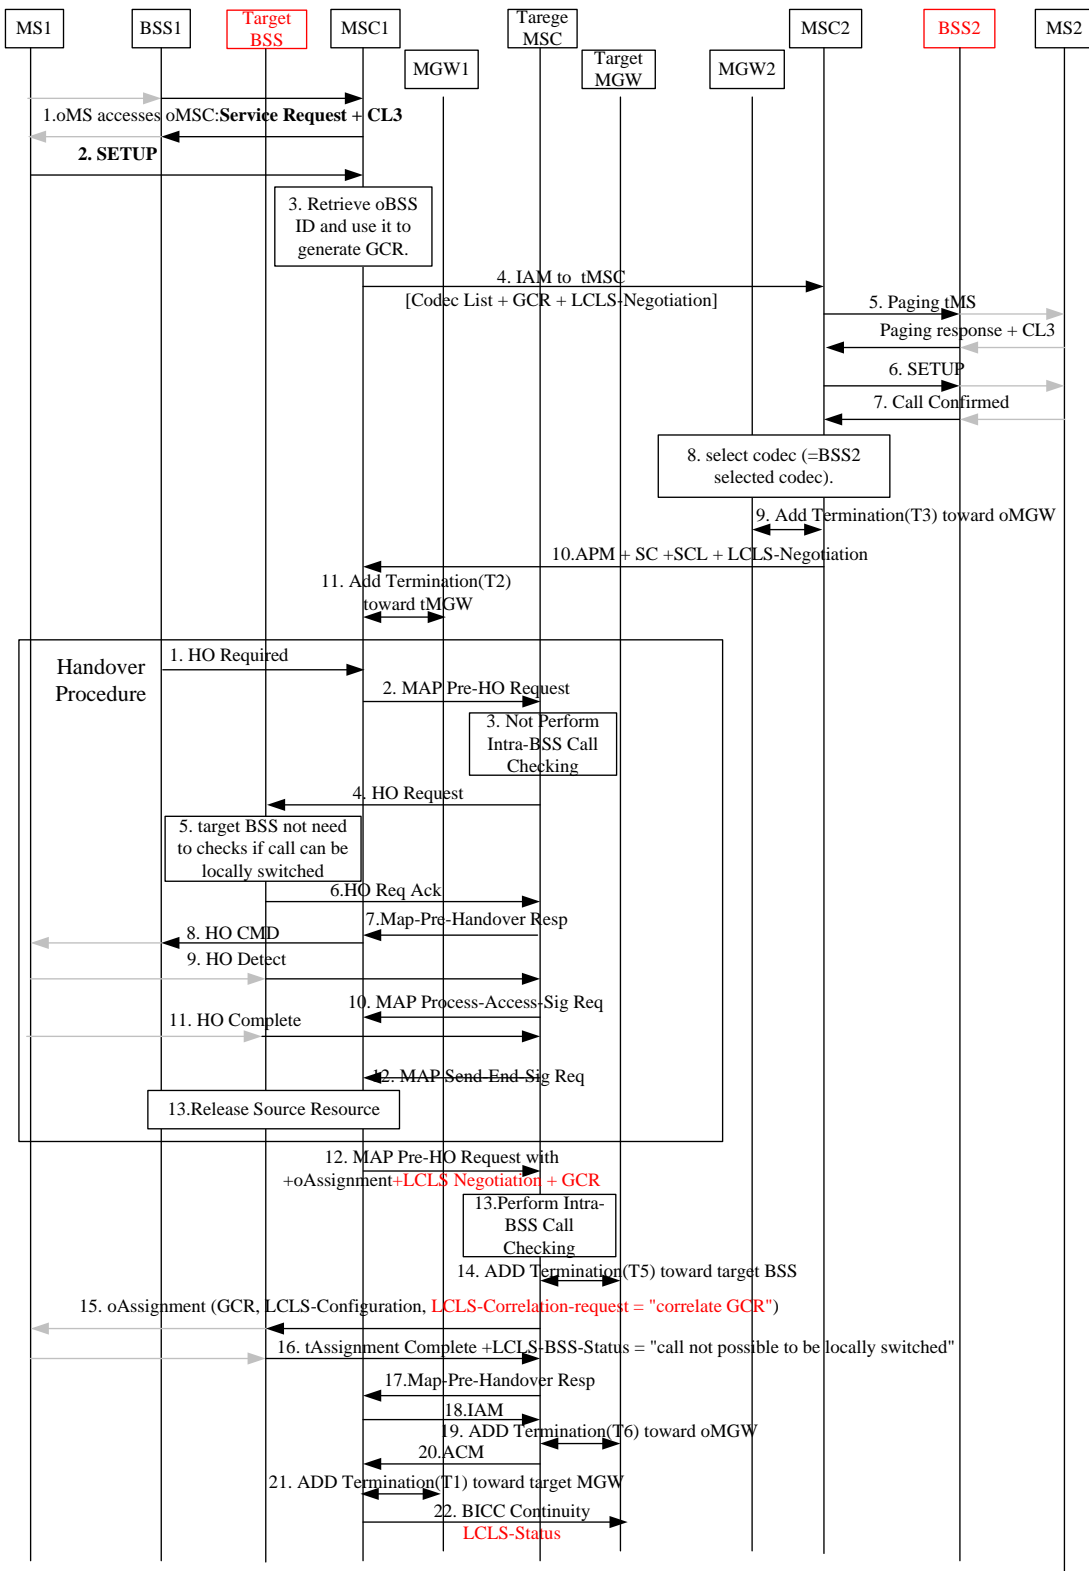 MS1
BSS1
Target
BSS
MSC1
Tarege
MSC
MSC2
BSS2
MS2
MGW1
Target
MGW
MGW2
1.oMS accesses oMSC:Service Request + CL3
2. SETUP
3. Retrieve oBSS
ID and use it to
generate GCR.
4. IAM to tMSC
[Codec List + GCR + LCLS-Negotiation]
5. Paging tMS
Paging response + CL3
6. SETUP
7. Call Confirmed
8. select codec (=BSS2
selected codec).
9. Add Termination(T3) toward oMGW
10.APM + SC +SCL + LCLS-Negotiation
11. Add Termination(T2)
toward tMGW
Handover
Procedure
1. HO Required
2. MAP Pre-HO Request
3. Not Perform
Intra-BSS Call
Checking
4. HO Request
5. target BSS not need
to checks if call can be
locally switched
6.HO Req Ack
7.Map-Pre-Handover Resp
8. HO CMD
9. HO Detect
10. MAP Process-Access-Sig Req
11. HO Complete
12. MAP Send-End-Sig Req
13.Release Source Resource
12. MAP Pre-HO Request with
+oAssignment+LCLS Negotiation + GCR
13.Perform Intra-
BSS Call
Checking
14. ADD Termination(T5) toward target BSS
15. oAssignment (GCR, LCLS-Configuration, LCLS-Correlation-request = "correlate GCR")
16. tAssignment Complete +LCLS-BSS-Status = "call not possible to be locally switched"
17.Map-Pre-Handover Resp
18.IAM
19. ADD Termination(T6) toward oMGW
20.ACM
21. ADD Termination(T1) toward target MGW
22. BICC Continuity
LCLS-Status